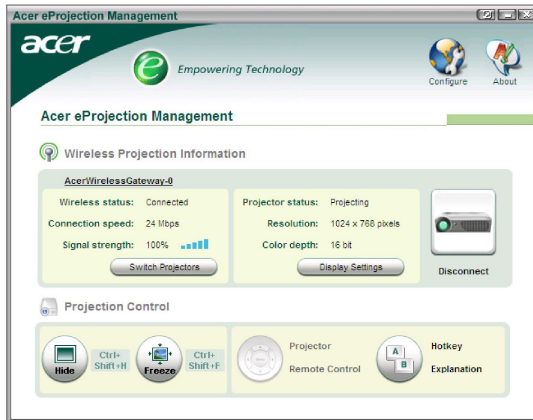 Acer eProjection Management
acer
e Empowering Technology
Configure
About
Acer eProjection Management
Wireless Projection Information
AcerWirelessGateway-0
Wireless status: Connected
Connection speed: 24 Mbps
Signal strength: 100%
Switch Projectors
Projector status: Projecting
Resolution: 1024 x 768 pixels
Color depth: 16 bit
Display Settings
Disconnect
Projection Control
Hide
Ctrl+
Shift+H
Freeze
Ctrl+
Shift+F
Projector
Remote Control
A
B
Hotkey
Explanation